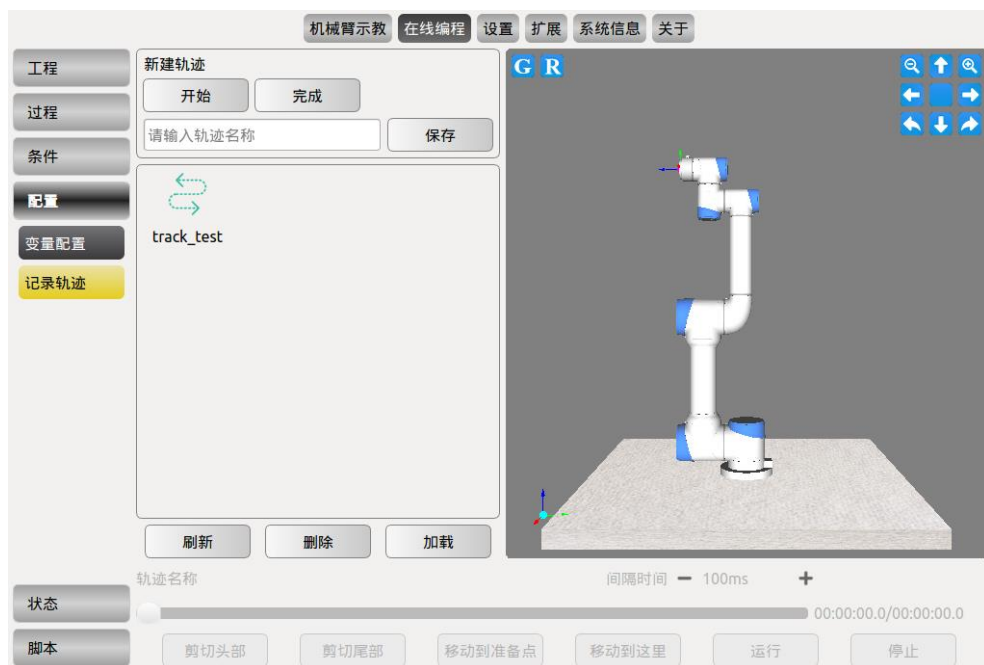 机械臂示教 在线编程 设置 扩展 系统信息 关于
工程
过程
条件
配置
变量配置
记录轨迹
状态
脚本
新建轨迹
开始 完成
请输入轨迹名称 保存
track_test
刷新 删除 加载
G R
轨迹名称 间隔时间 − 100ms +
00:00:00.0/00:00:00.0
剪切头部 剪切尾部 移动到准备点 移动到这里 运行 停止